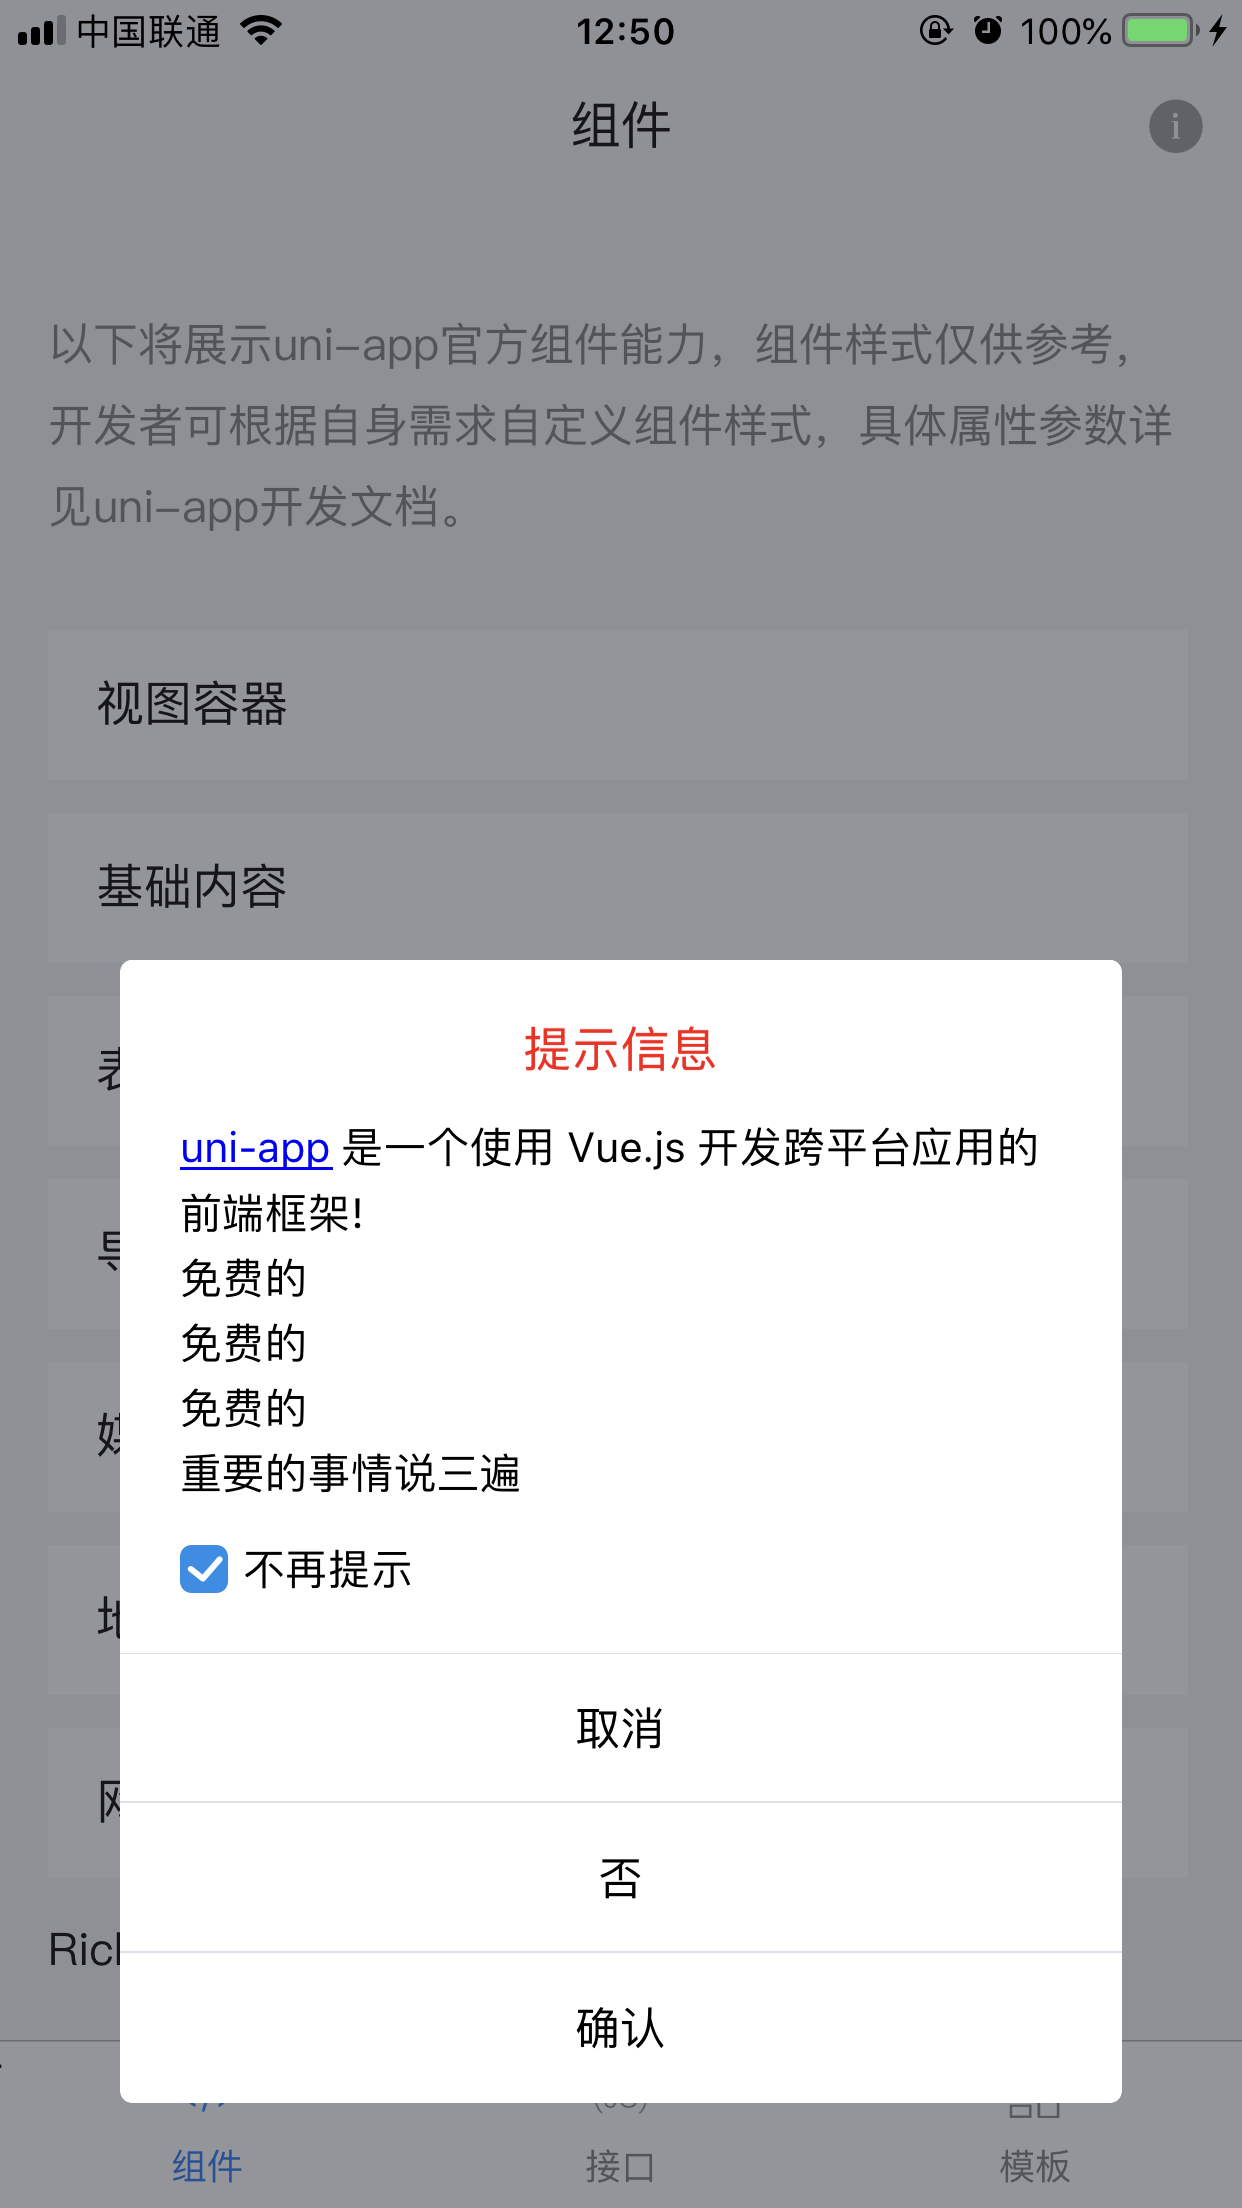 中国联通 12:50 100%
组件
以下将展示uni-app官方组件能力，组件样式仅供参考，
开发者可根据自身需求自定义组件样式，具体属性参数详
见uni-app开发文档。
视图容器
基础内容
提示信息
uni-app 是一个使用 Vue.js 开发跨平台应用的
前端框架!
免费的
免费的
免费的
重要的事情说三遍
不再提示
取消
否
确认
组件 接口 模板